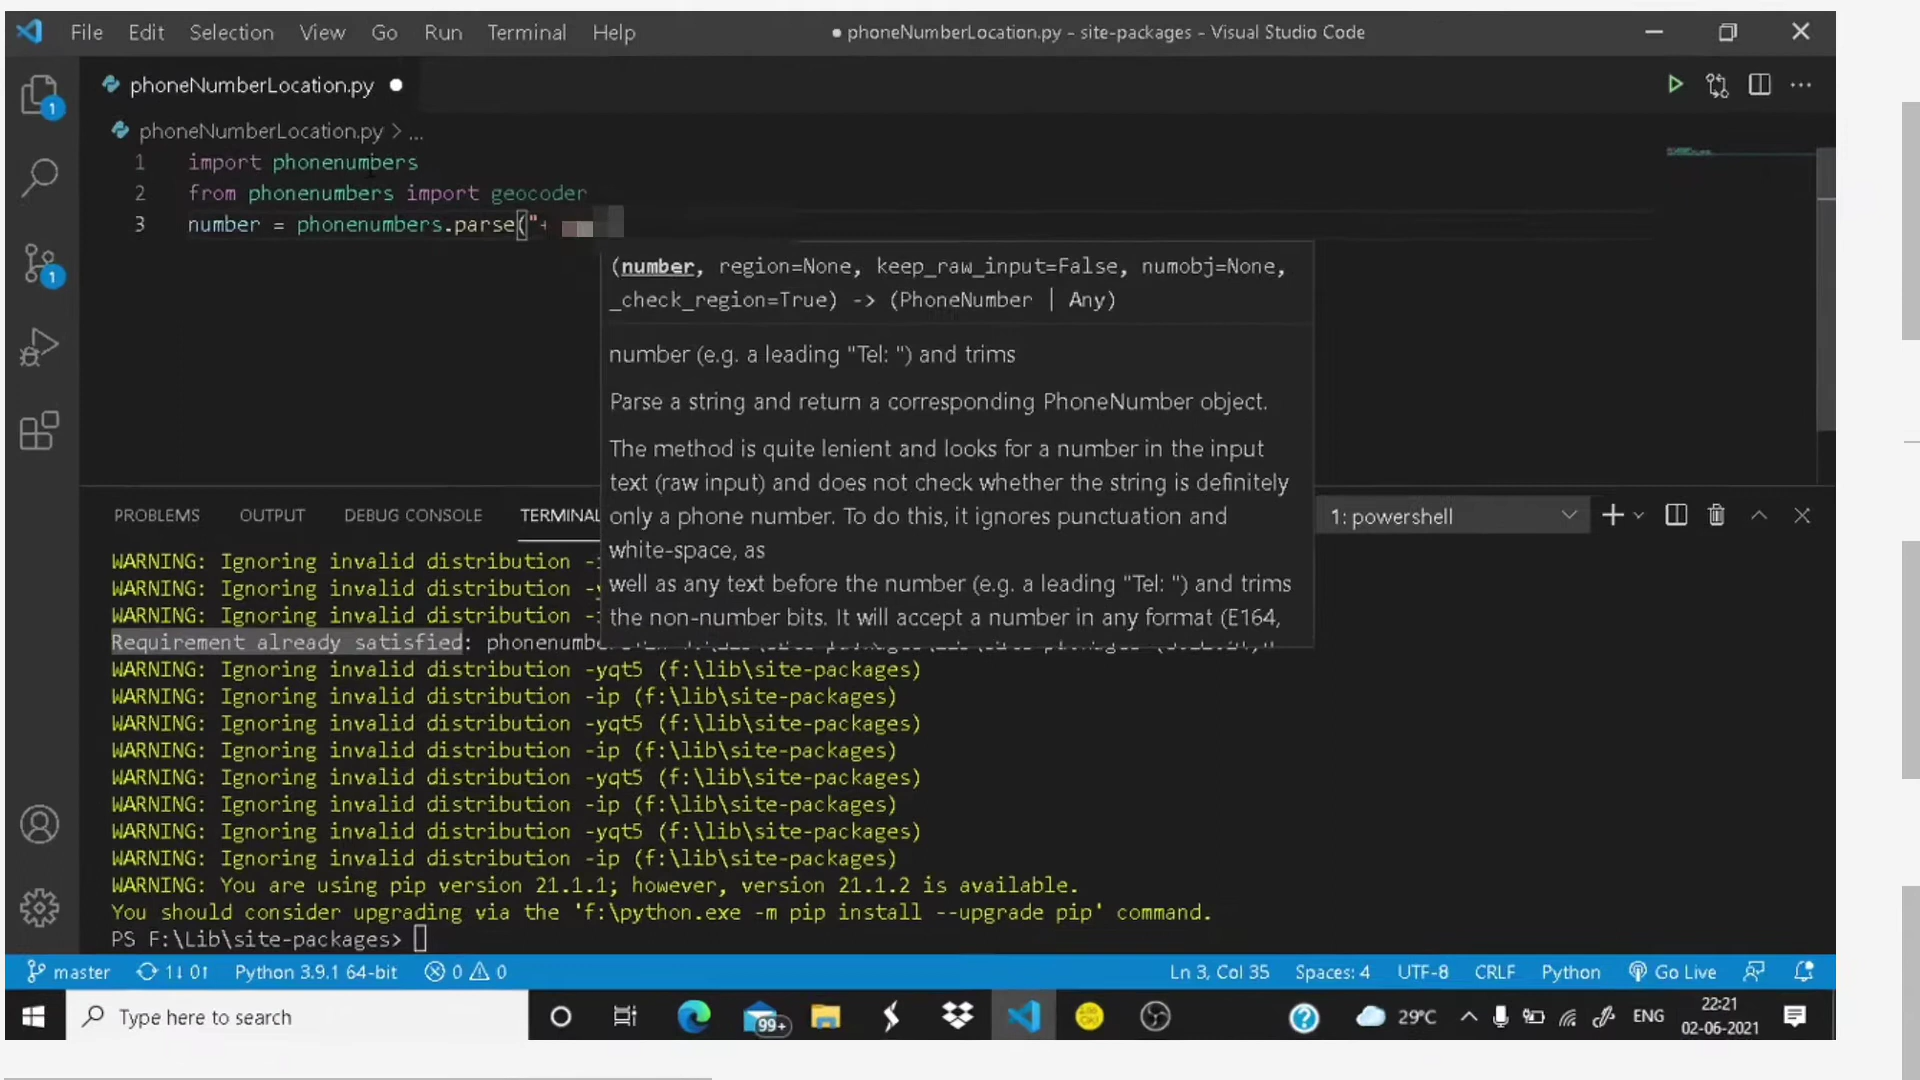 File Edit Selection View Go Run Terminal Help
● phoneNumberLocation.py - site-packages - Visual Studio Code
phoneNumberLocation.py ●
phoneNumberLocation.py > ...
1 import phonenumbers
2 from phonenumbers import geocoder
3 number = phonenumbers.parse("+
(number, region=None, keep_raw_input=False, numobj=None,
_check_region=True) -> (PhoneNumber | Any)
number (e.g. a leading "Tel: ") and trims
Parse a string and return a corresponding PhoneNumber object.
The method is quite lenient and looks for a number in the input
text (raw input) and does not check whether the string is definitely
only a phone number. To do this, it ignores punctuation and
white-space, as
well as any text before the number (e.g. a leading "Tel: ") and trims
the non-number bits. It will accept a number in any format (E164,
PROBLEMS OUTPUT DEBUG CONSOLE TERMINAL 1: powershell
WARNING: Ignoring invalid distribution
WARNING: Ignoring invalid distribution
WARNING: Ignoring invalid distribution
Requirement already satisfied: phonenumbe
WARNING: Ignoring invalid distribution -yqt5 (f:\lib\site-packages)
WARNING: Ignoring invalid distribution -ip (f:\lib\site-packages)
WARNING: Ignoring invalid distribution -yqt5 (f:\lib\site-packages)
WARNING: Ignoring invalid distribution -ip (f:\lib\site-packages)
WARNING: Ignoring invalid distribution -yqt5 (f:\lib\site-packages)
WARNING: Ignoring invalid distribution -ip (f:\lib\site-packages)
WARNING: Ignoring invalid distribution -yqt5 (f:\lib\site-packages)
WARNING: Ignoring invalid distribution -ip (f:\lib\site-packages)
WARNING: You are using pip version 21.1.1; however, version 21.1.2 is available.
You should consider upgrading via the 'f:\python.exe -m pip install --upgrade pip' command.
PS F:\Lib\site-packages>
master 1↓ 0↑ Python 3.9.1 64-bit 0 0 Ln 3, Col 35 Spaces: 4 UTF-8 CRLF Python Go Live
Type here to search 99+ 29°C ENG 22:21
02-06-2021